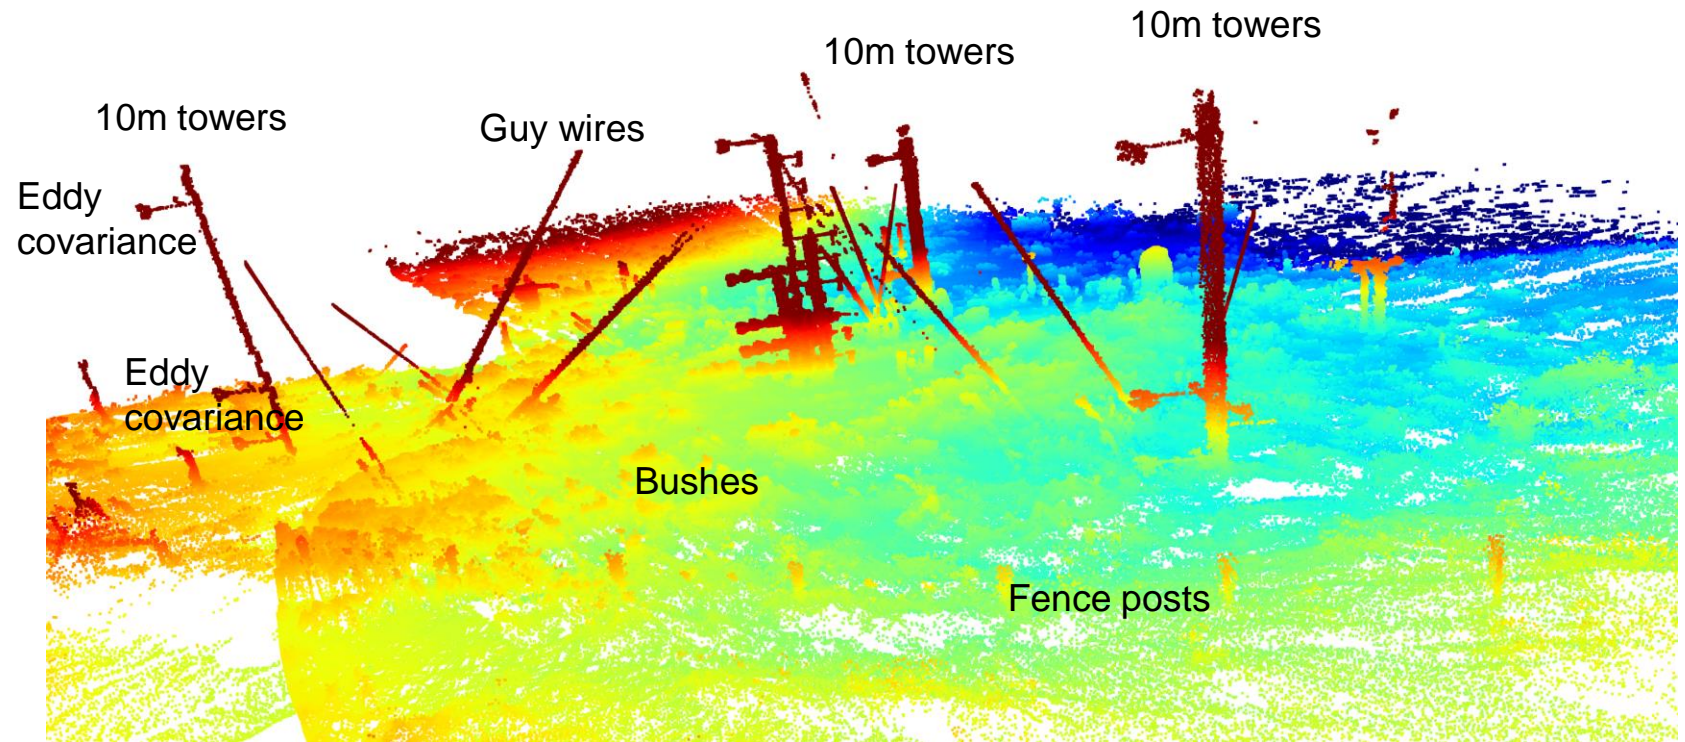 10m towers
10m towers
10m towers
Guy wires
Eddy
covariance
Eddy
covariance
Bushes
Fence posts